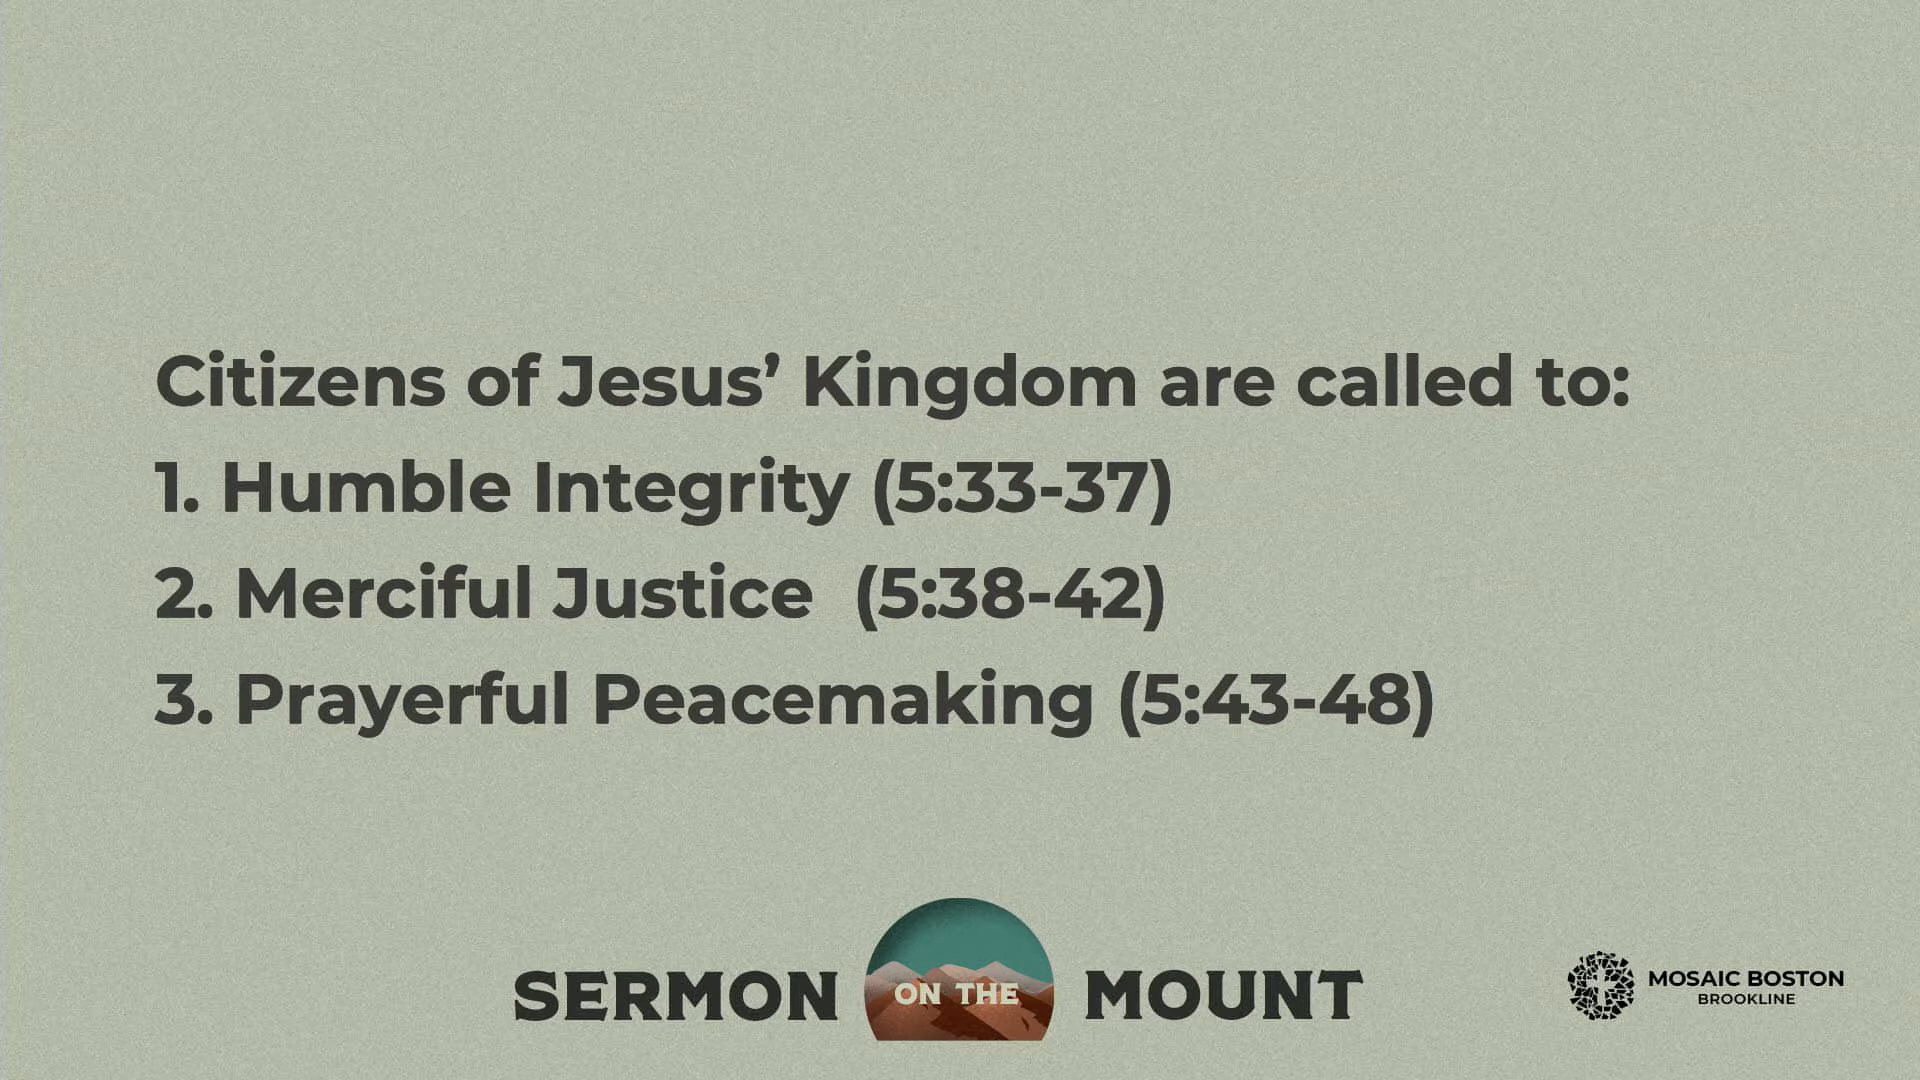 Citizens of Jesus’ Kingdom are called to:
1. Humble Integrity (5:33-37)
2. Merciful Justice  (5:38-42)
3. Prayerful Peacemaking (5:43-48)
SERMON ON THE MOUNT
MOSAIC BOSTON
BROOKLINE